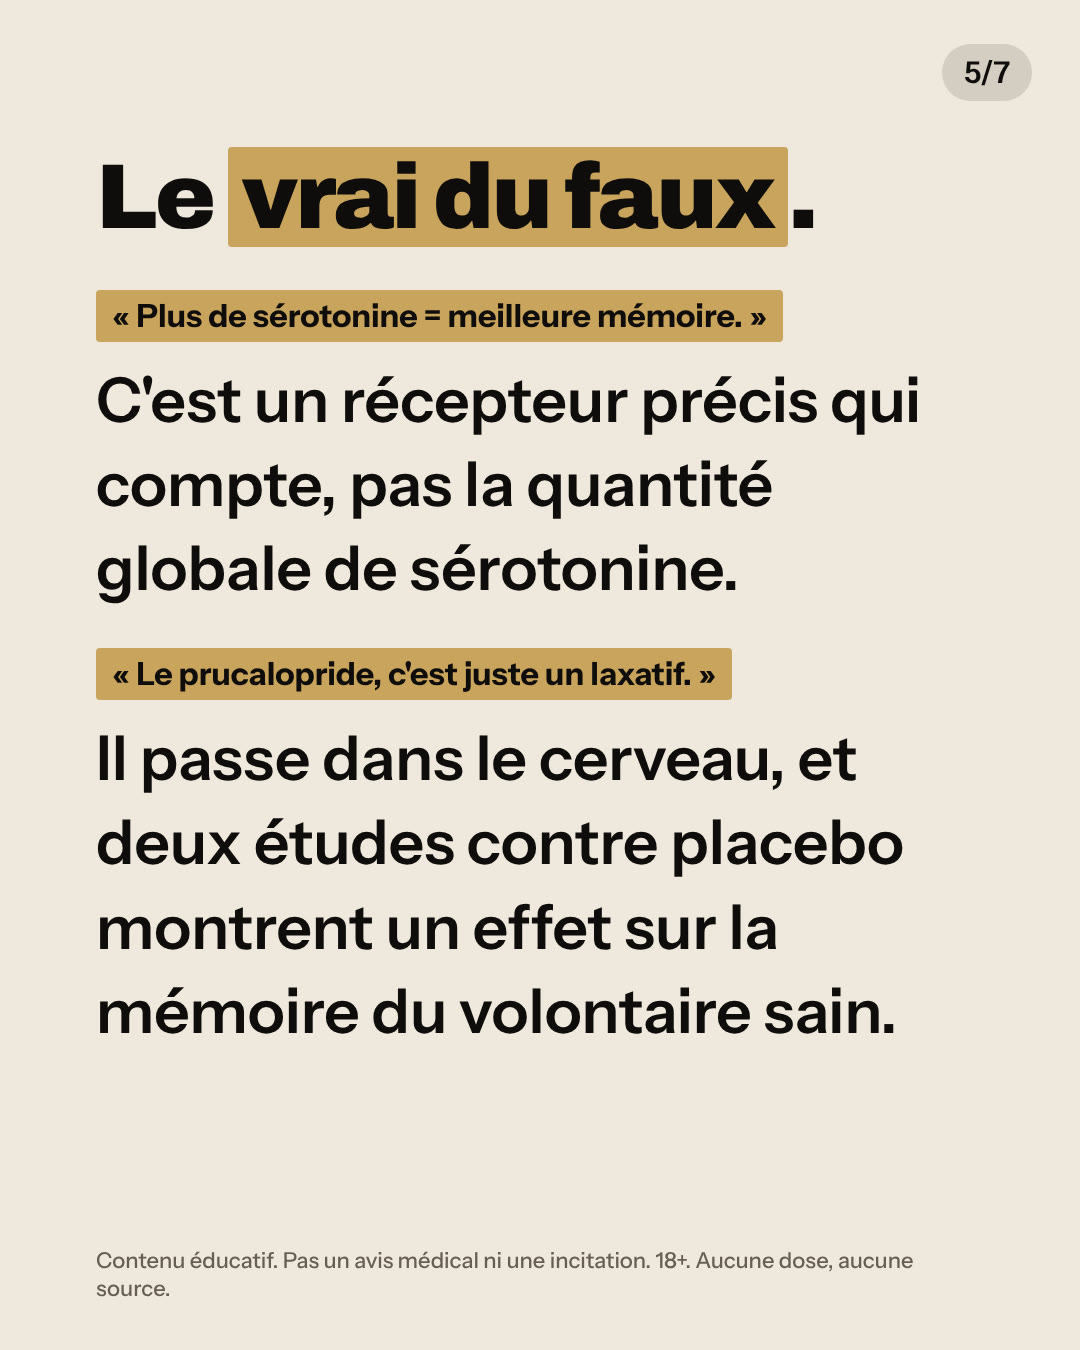 5/7
Le vrai du faux.
« Plus de sérotonine = meilleure mémoire. »
C'est un récepteur précis qui
compte, pas la quantité
globale de sérotonine.
« Le prucalopride, c'est juste un laxatif. »
Il passe dans le cerveau, et
deux études contre placebo
montrent un effet sur la
mémoire du volontaire sain.
Contenu éducatif. Pas un avis médical ni une incitation. 18+. Aucune dose, aucune
source.